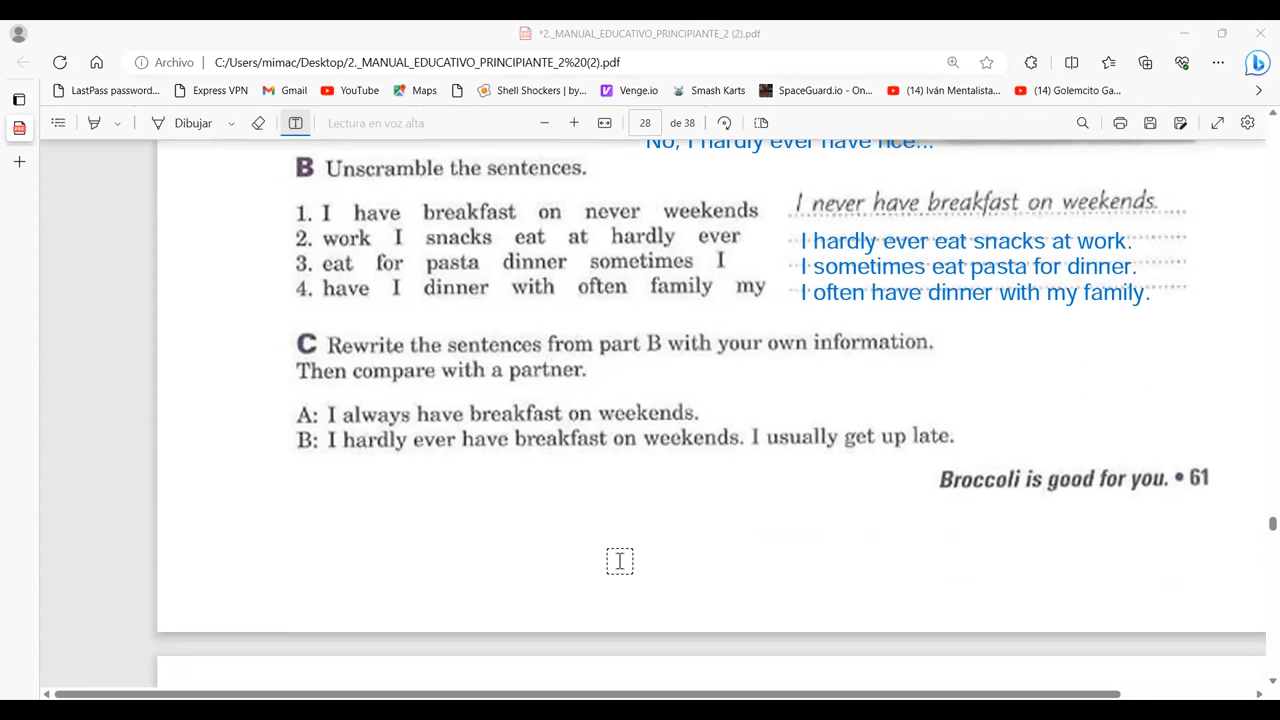 *2._MANUAL_EDUCATIVO_PRINCIPIANTE_2 (2).pdf
Archivo C:/Users/mimac/Desktop/2._MANUAL_EDUCATIVO_PRINCIPIANTE_2%20(2).pdf
LastPass password... Express VPN Gmail YouTube Maps Shell Shockers | by... Venge.io Smash Karts SpaceGuard.io - On... (14) Iván Mentalista... (14) Golemcito Ga...
Dibujar Lectura en voz alta 28 de 38
No, I hardly ever have rice...
B Unscramble the sentences.
1. I have breakfast on never weekends I never have breakfast on weekends.
2. work I snacks eat at hardly ever I hardly ever eat snacks at work.
3. eat for pasta dinner sometimes I I sometimes eat pasta for dinner.
4. have I dinner with often family my I often have dinner with my family.
C Rewrite the sentences from part B with your own information.
Then compare with a partner.
A: I always have breakfast on weekends.
B: I hardly ever have breakfast on weekends. I usually get up late.
Broccoli is good for you. • 61